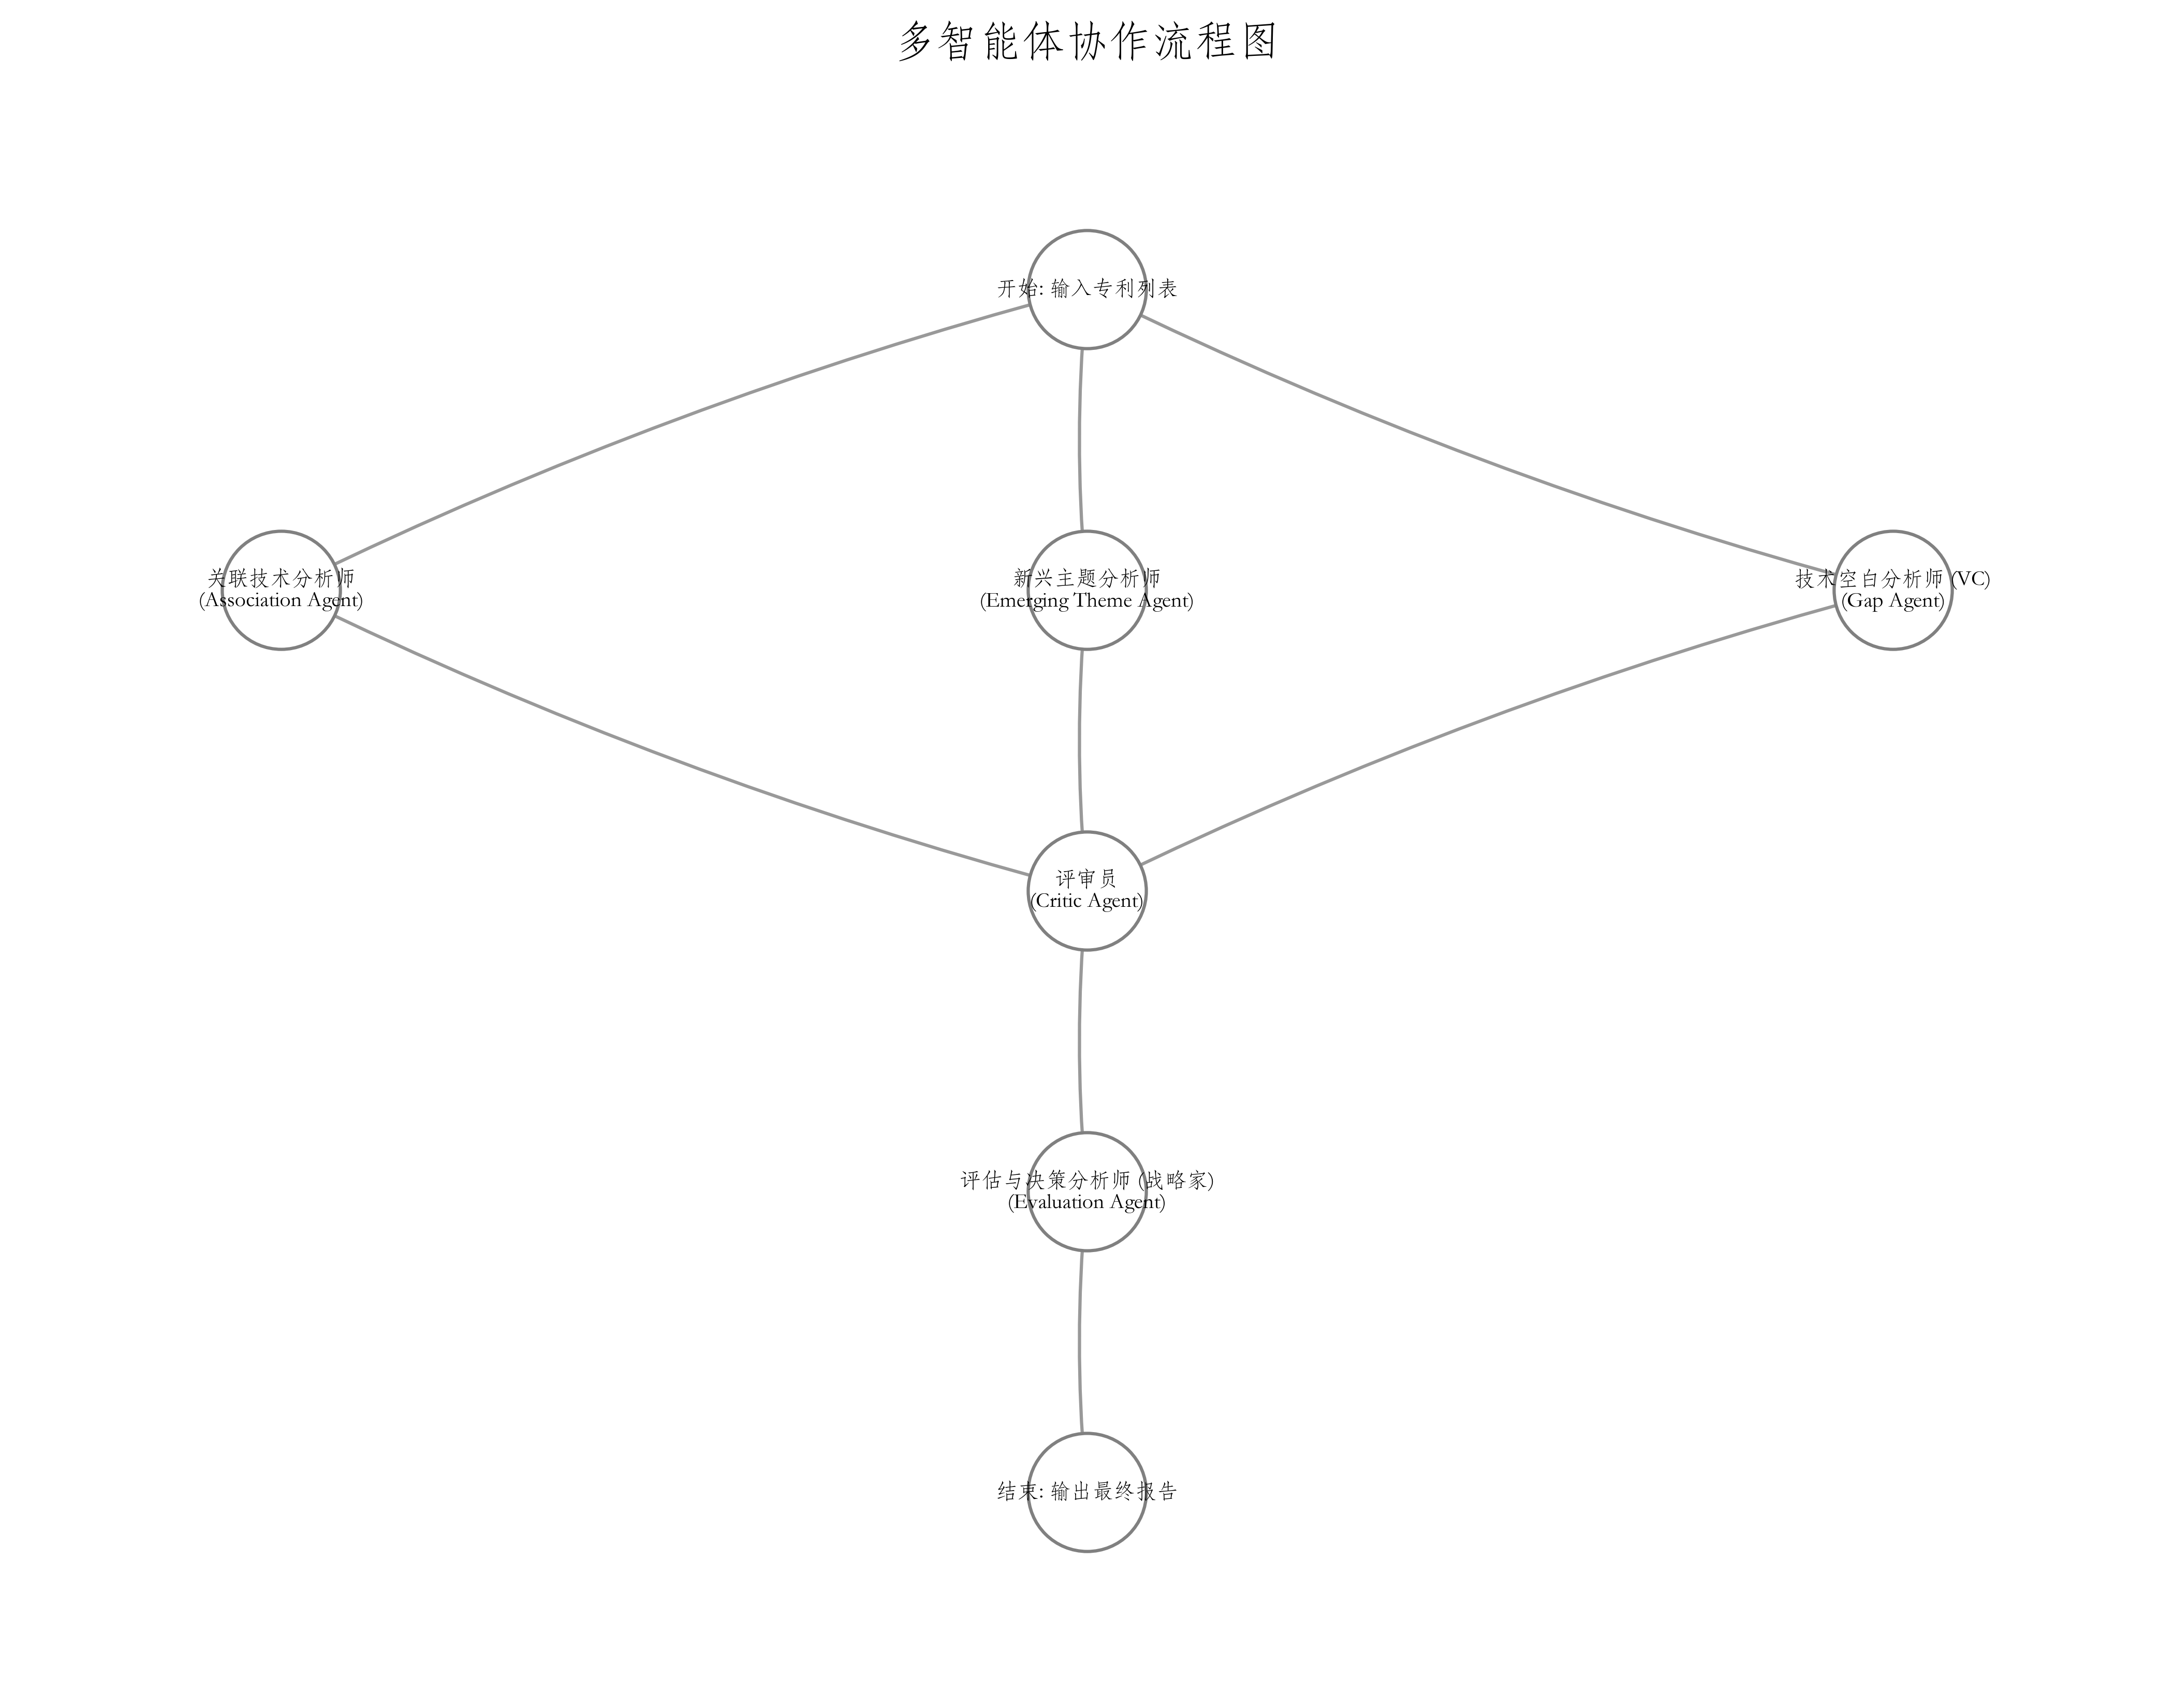 多智能体协作流程图
开始: 输入专利列表
关联技术分析师
(Association Agent)
新兴主题分析师
(Emerging Theme Agent)
技术空白分析师 (VC)
(Gap Agent)
评审员
(Critic Agent)
评估与决策分析师 (战略家)
(Evaluation Agent)
结束: 输出最终报告